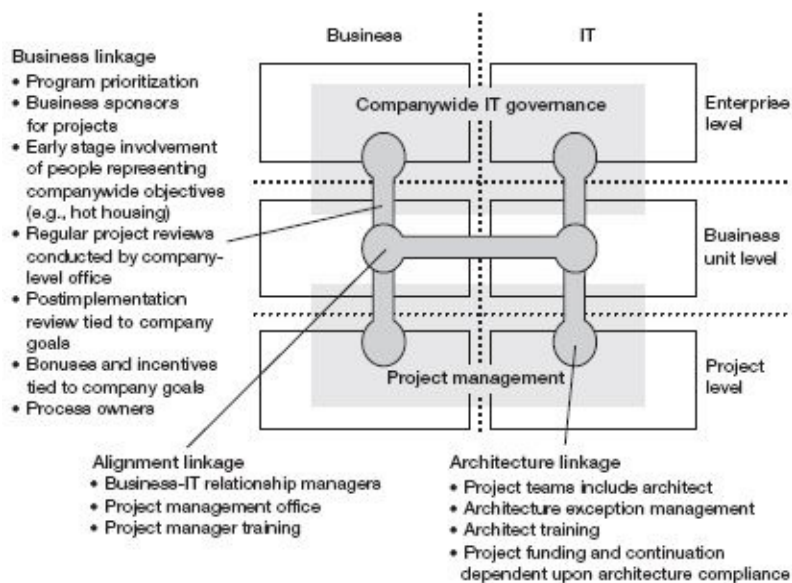 Business
IT
Business linkage
• Program prioritization
• Business sponsors
for projects
• Early stage involvement
of people representing
companywide objectives
(e.g., hot housing)
• Regular project reviews
conducted by company-
level office
• Postimplementation
review tied to company
goals
• Bonuses and incentives
tied to company goals
• Process owners
Companywide IT governance
Enterprise
level
Business
unit level
Project management
Project
level
Alignment linkage
• Business-IT relationship managers
• Project management office
• Project manager training
Architecture linkage
• Project teams include architect
• Architecture exception management
• Architect training
• Project funding and continuation
dependent upon architecture compliance